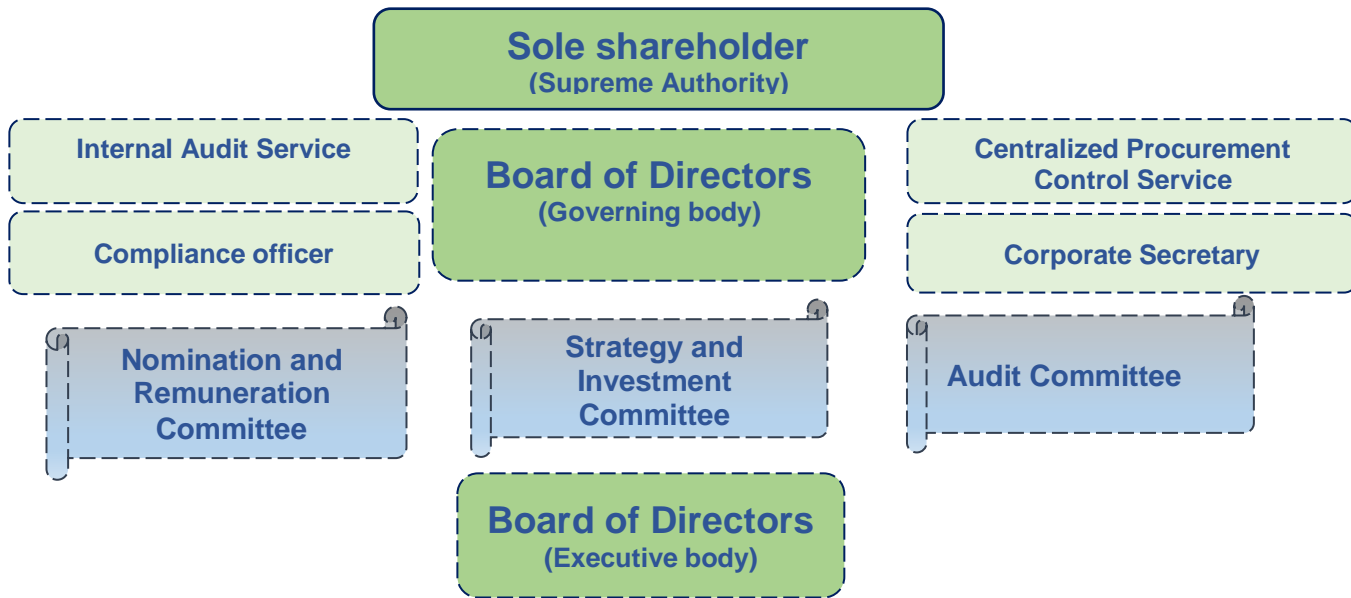 Sole shareholder
(Supreme Authority)
Internal Audit Service
Board of Directors
(Governing body)
Centralized Procurement
Control Service
Compliance officer
Corporate Secretary
Nomination and
Remuneration
Committee
Strategy and
Investment
Committee
Audit Committee
Board of Directors
(Executive body)